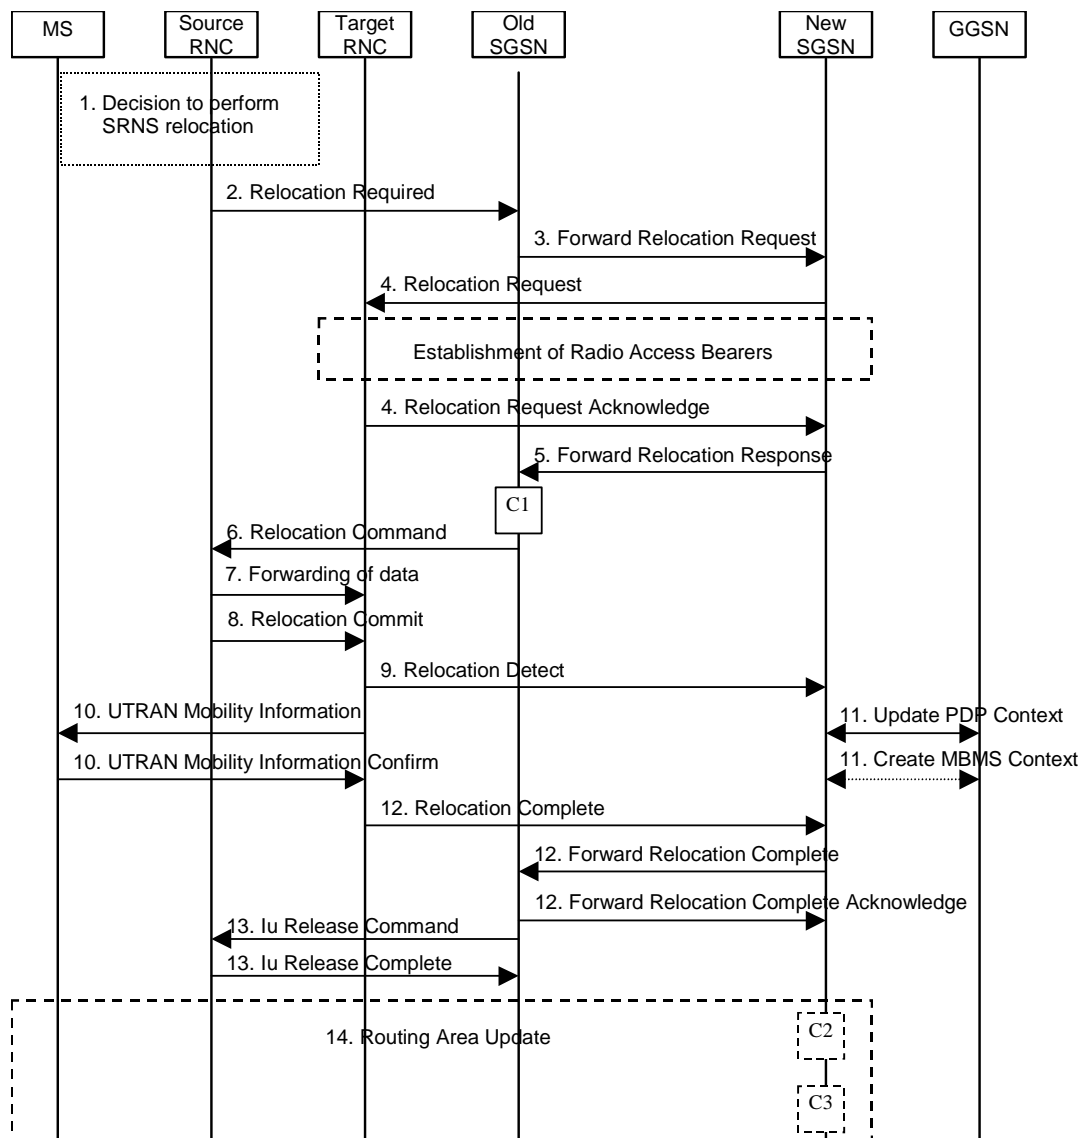 MS
Source
RNC
Target
RNC
Old
SGSN
New
SGSN
GGSN
1. Decision to perform
SRNS relocation
2. Relocation Required
3. Forward Relocation Request
4. Relocation Request
Establishment of Radio Access Bearers
4. Relocation Request Acknowledge
5. Forward Relocation Response
C1
6. Relocation Command
7. Forwarding of data
8. Relocation Commit
9. Relocation Detect
10. UTRAN Mobility Information
11. Update PDP Context
10. UTRAN Mobility Information Confirm
11. Create MBMS Context
12. Relocation Complete
12. Forward Relocation Complete
12. Forward Relocation Complete Acknowledge
13. Iu Release Command
13. Iu Release Complete
14. Routing Area Update
C2
C3